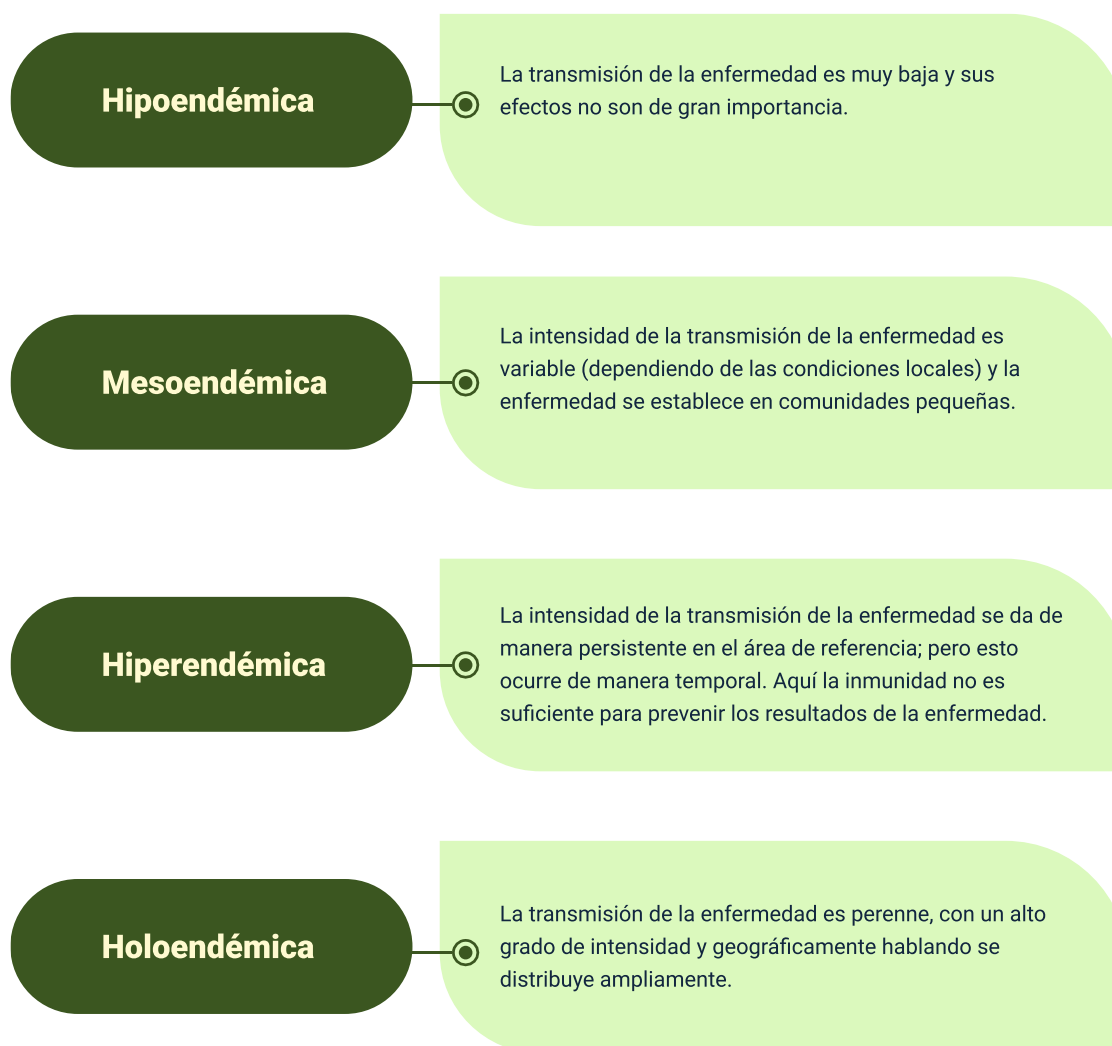 Hipoendémica
La transmisión de la enfermedad es muy baja y sus
efectos no son de gran importancia.
Mesoendémica
La intensidad de la transmisión de la enfermedad es
variable (dependiendo de las condiciones locales) y la
enfermedad se establece en comunidades pequeñas.
Hiperendémica
La intensidad de la transmisión de la enfermedad se da de
manera persistente en el área de referencia; pero esto
ocurre de manera temporal. Aquí la inmunidad no es
suficiente para prevenir los resultados de la enfermedad.
Holoendémica
La transmisión de la enfermedad es perenne, con un alto
grado de intensidad y geográficamente hablando se
distribuye ampliamente.